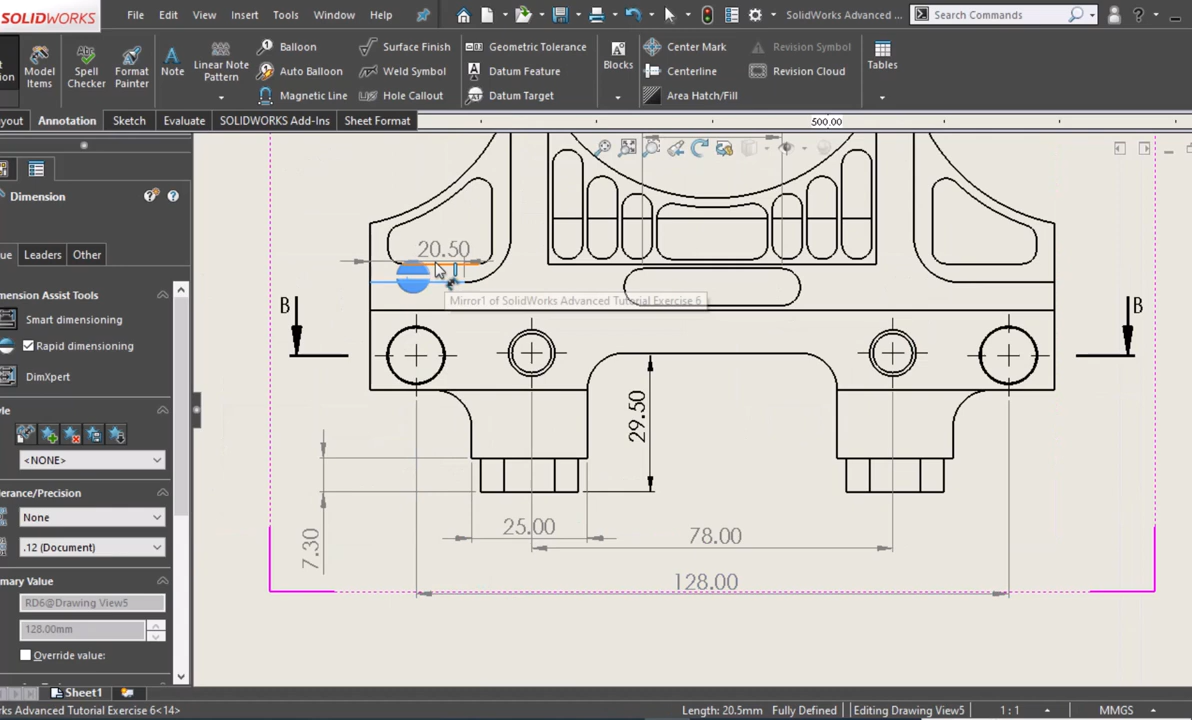 SOLIDWORKS
File Edit View Insert Tools Window Help
SolidWorks Advanced ...
Search Commands
Model
Items
Spell
Checker
Format
Painter
Note
Linear Note
Pattern
Balloon
Auto Balloon
Magnetic Line
Surface Finish
Weld Symbol
Hole Callout
Geometric Tolerance
Datum Feature
Datum Target
Blocks
Center Mark
Centerline
Area Hatch/Fill
Revision Symbol
Revision Cloud
Tables
Annotation Sketch Evaluate SOLIDWORKS Add-Ins Sheet Format
500.00
Dimension
Leaders Other
Smart dimensioning
Rapid dimensioning
DimXpert
<NONE>
None
.12 (Document)
RD6@Drawing View5
128.00mm
Override value:
20.50
Mirror1 of SolidWorks Advanced Tutorial Exercise 6
B
B
29.50
25.00
7.30
78.00
128.00
Sheet1
Length: 20.5mm Fully Defined Editing Drawing View5 1 : 1 MMGS